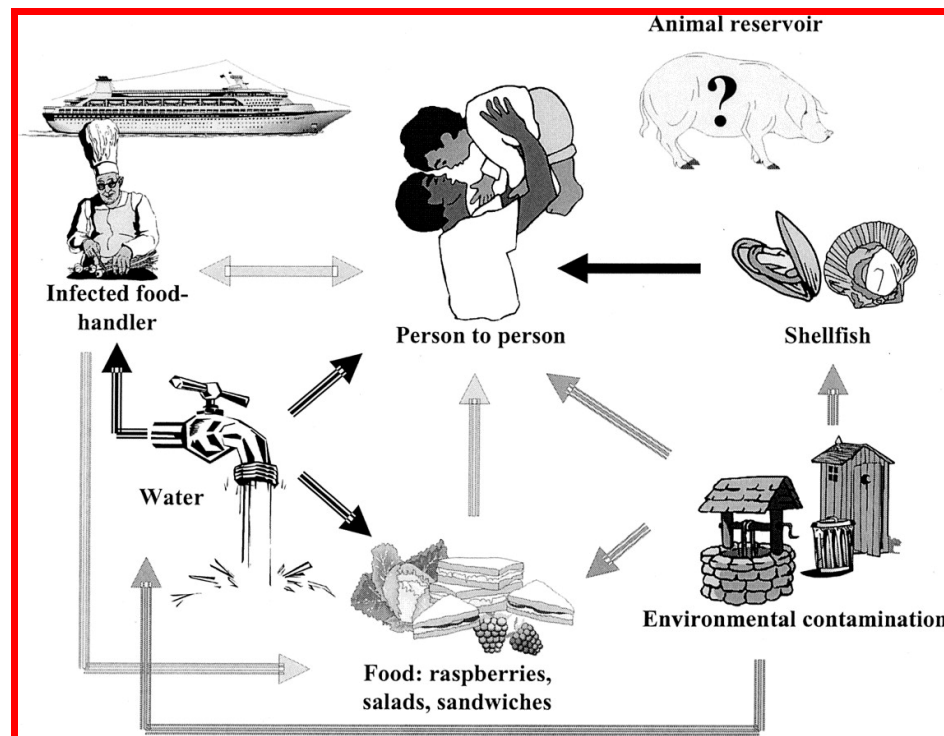 Animal reservoir
?
Infected food-
handler
Person to person
Shellfish
Water
Environmental contamination
Food: raspberries,
salads, sandwiches